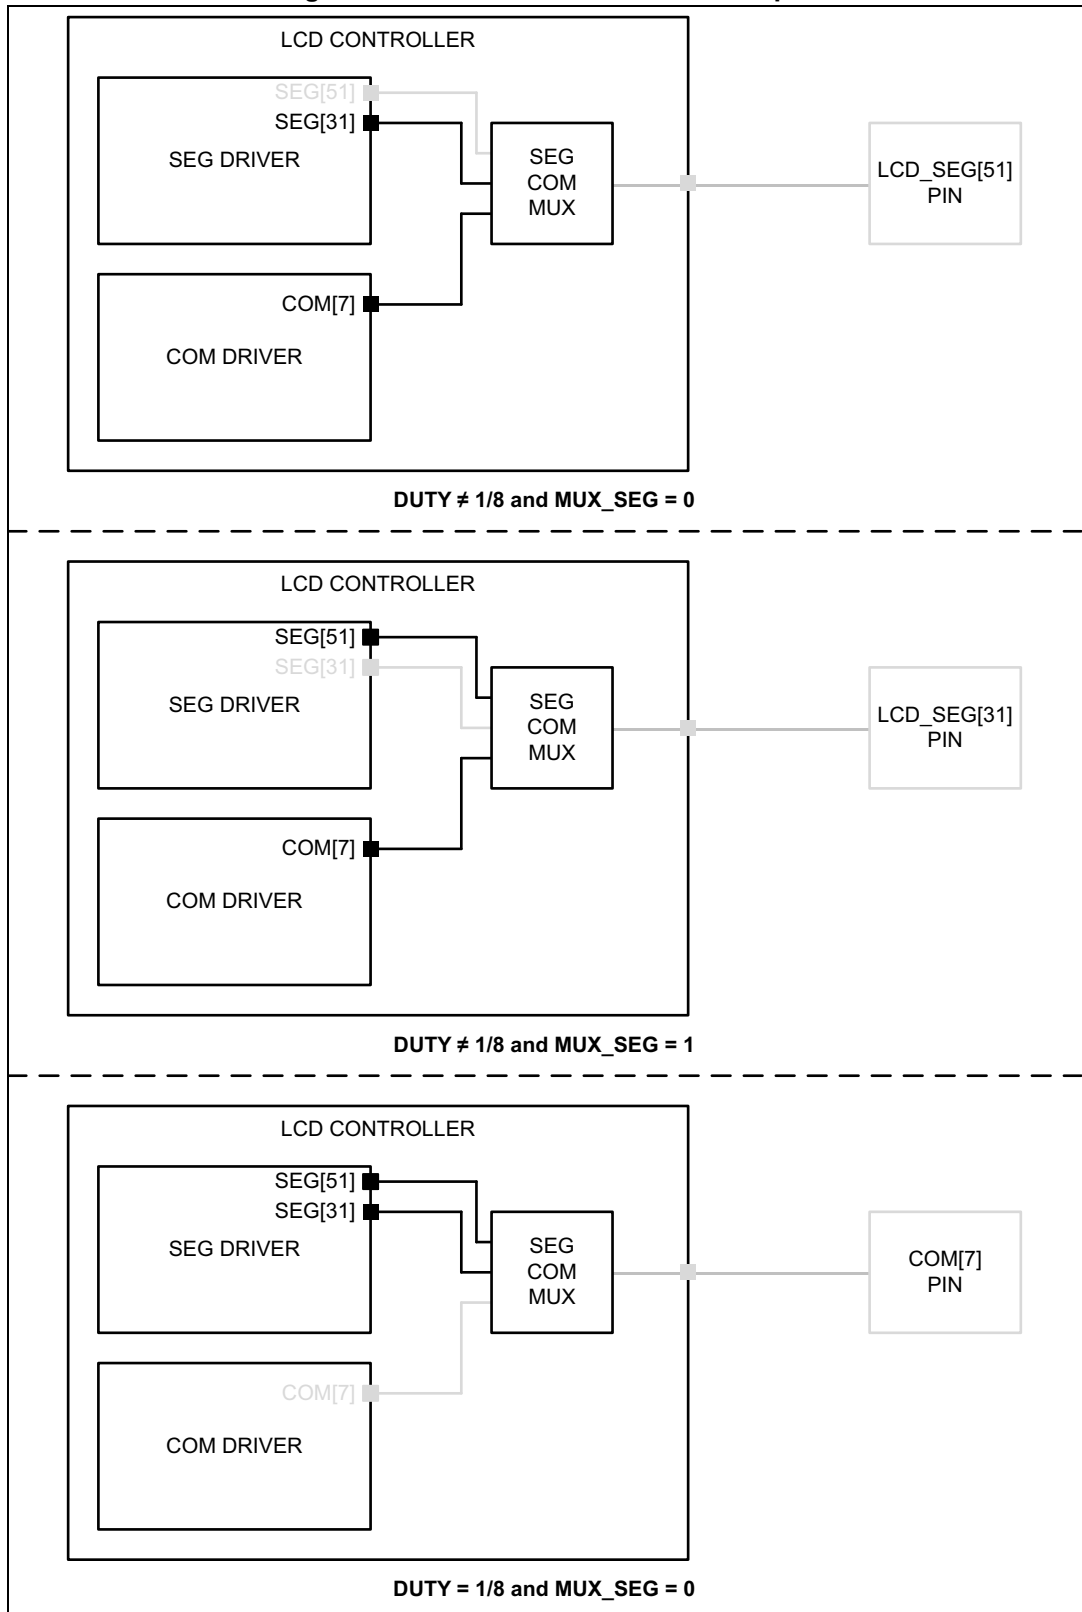 LCD CONTROLLER
SEG[51]
SEG[31]
SEG DRIVER
SEG
COM
MUX
LCD_SEG[51]
PIN
COM[7]
COM DRIVER
DUTY ≠ 1/8 and MUX_SEG = 0
LCD CONTROLLER
SEG[51]
SEG[31]
SEG DRIVER
SEG
COM
MUX
LCD_SEG[31]
PIN
COM[7]
COM DRIVER
DUTY ≠ 1/8 and MUX_SEG = 1
LCD CONTROLLER
SEG[51]
SEG[31]
SEG DRIVER
SEG
COM
MUX
COM[7]
PIN
COM[7]
COM DRIVER
DUTY = 1/8 and MUX_SEG = 0